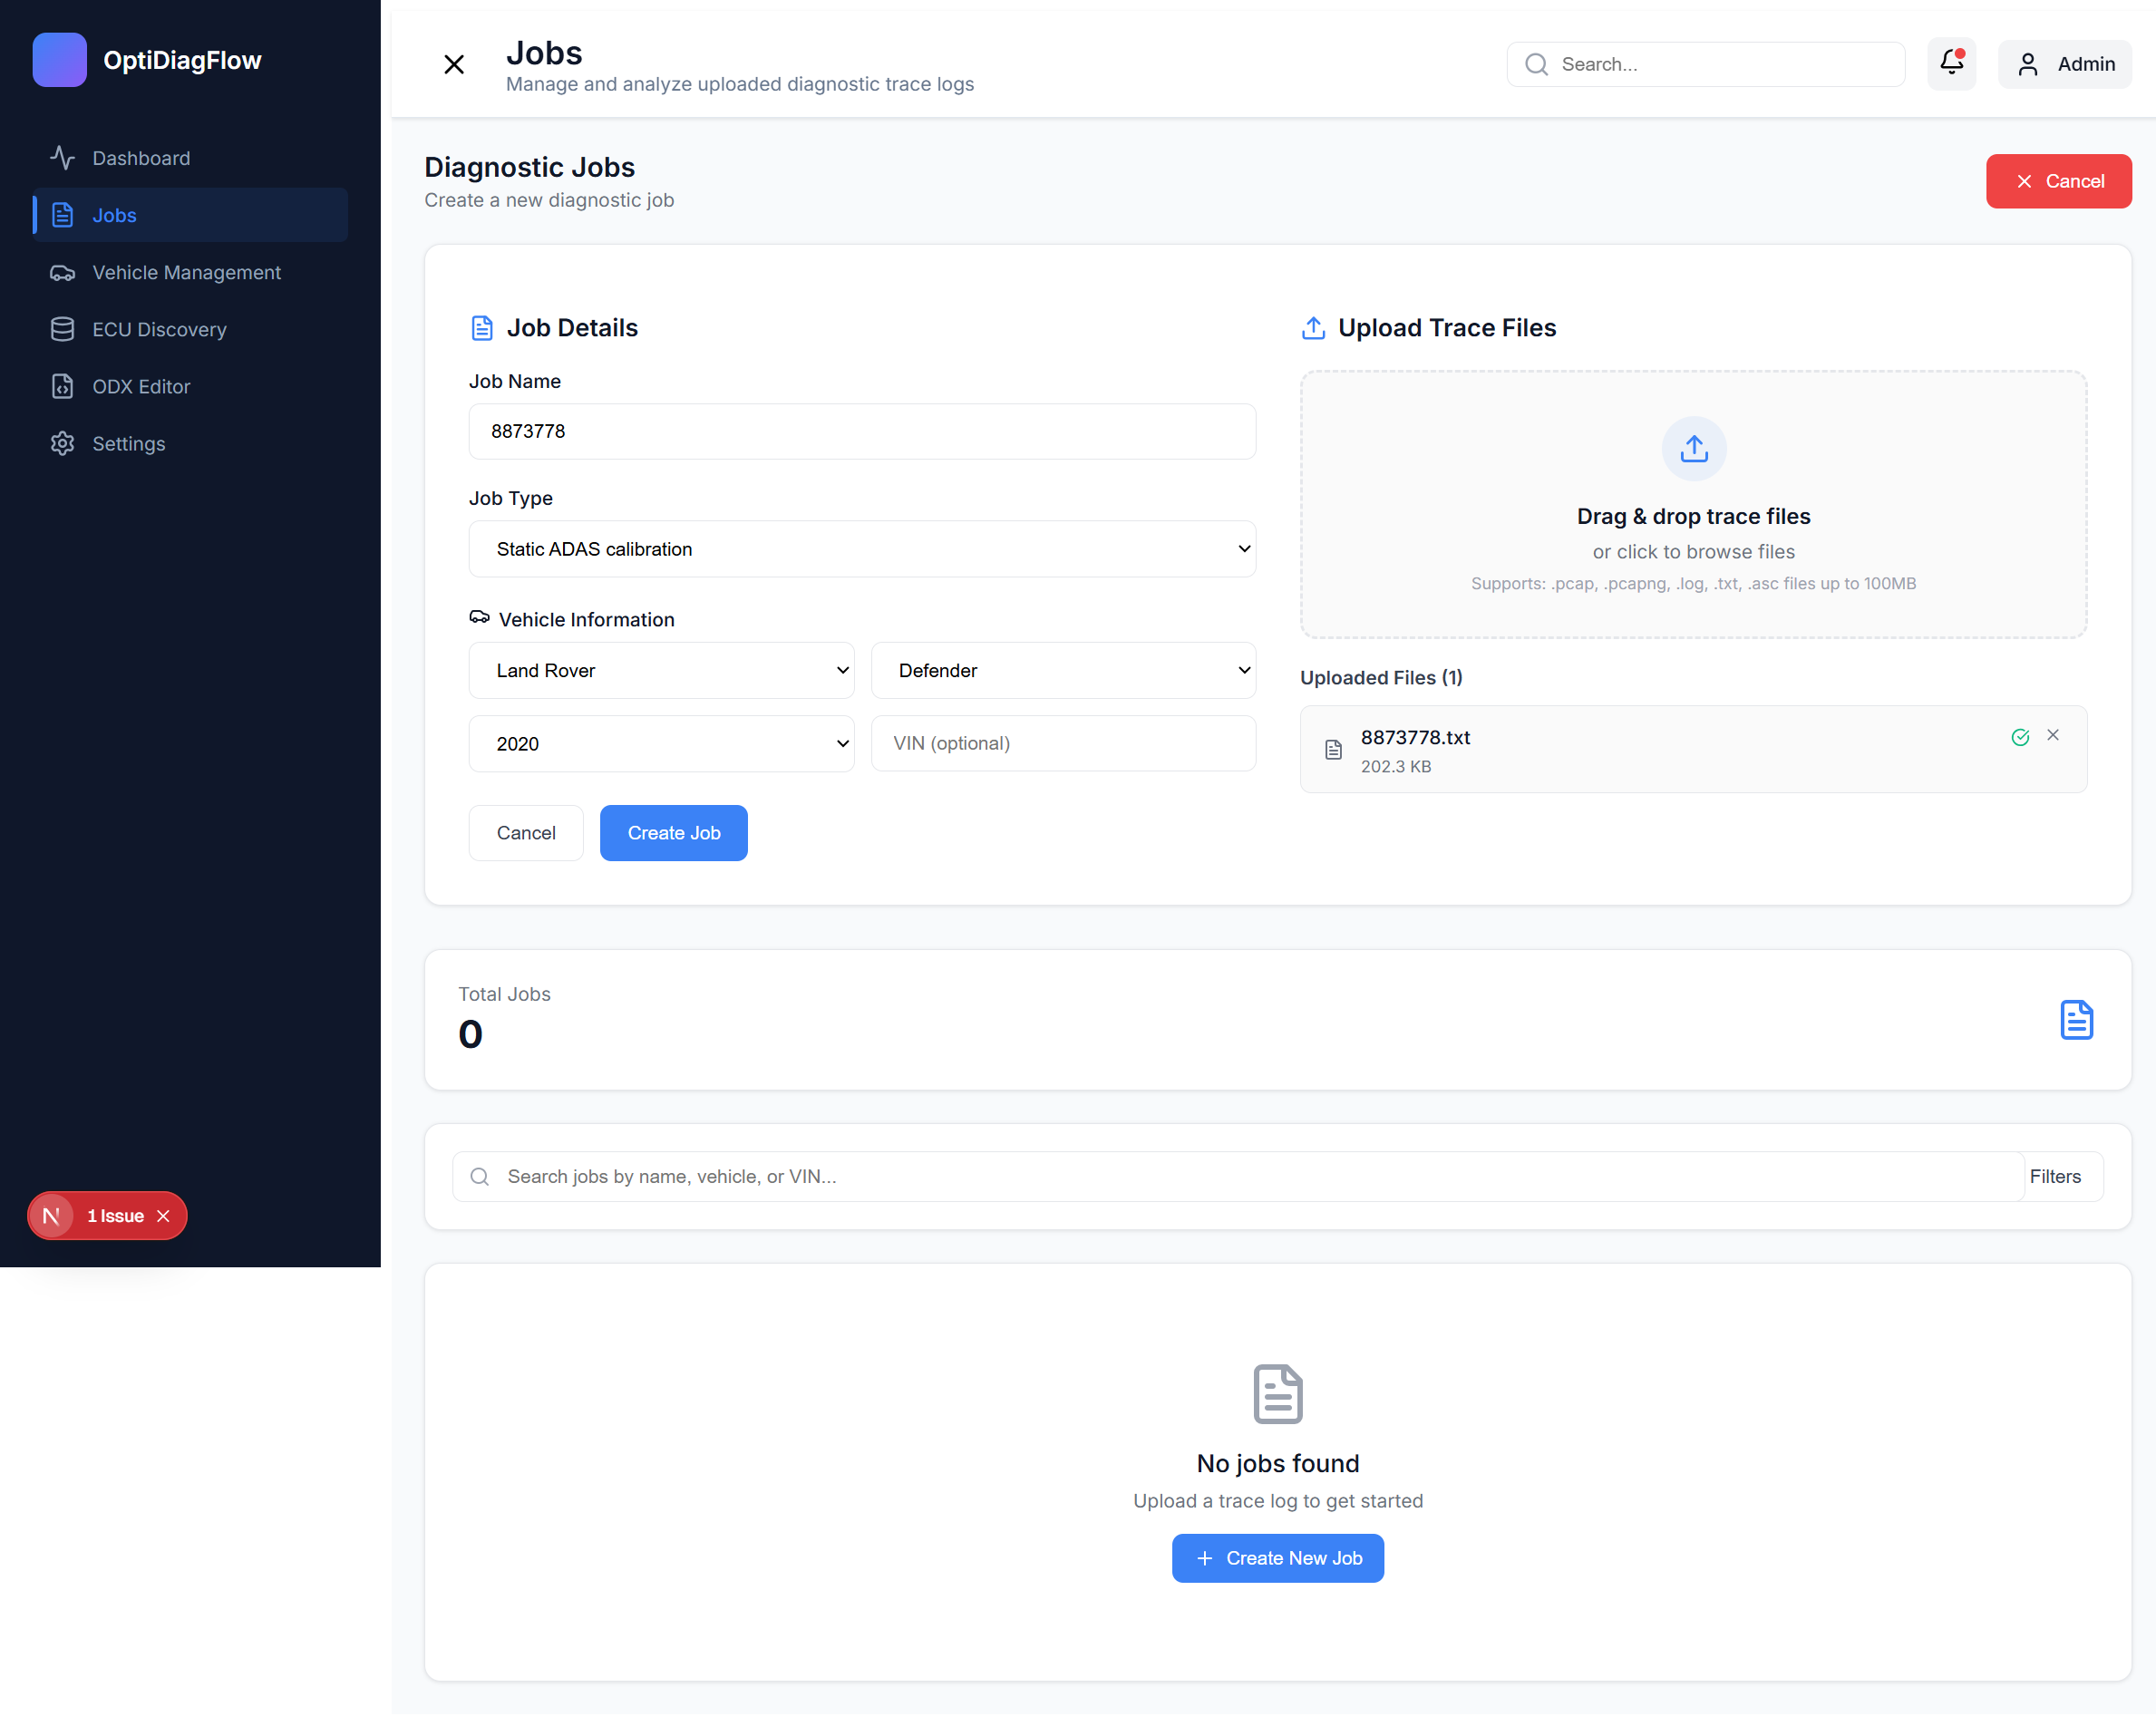 OptiDiagFlow
Dashboard
Jobs
Vehicle Management
ECU Discovery
ODX Editor
Settings
1 Issue
Jobs
Manage and analyze uploaded diagnostic trace logs
Search...
Admin
Diagnostic Jobs
Create a new diagnostic job
Cancel
Job Details
Job Name
8873778
Job Type
Static ADAS calibration
Vehicle Information
Land Rover
Defender
2020
VIN (optional)
Cancel
Create Job
Upload Trace Files
Drag & drop trace files
or click to browse files
Supports: .pcap, .pcapng, .log, .txt, .asc files up to 100MB
Uploaded Files (1)
8873778.txt
202.3 KB
Total Jobs
0
Search jobs by name, vehicle, or VIN...
Filters
No jobs found
Upload a trace log to get started
Create New Job